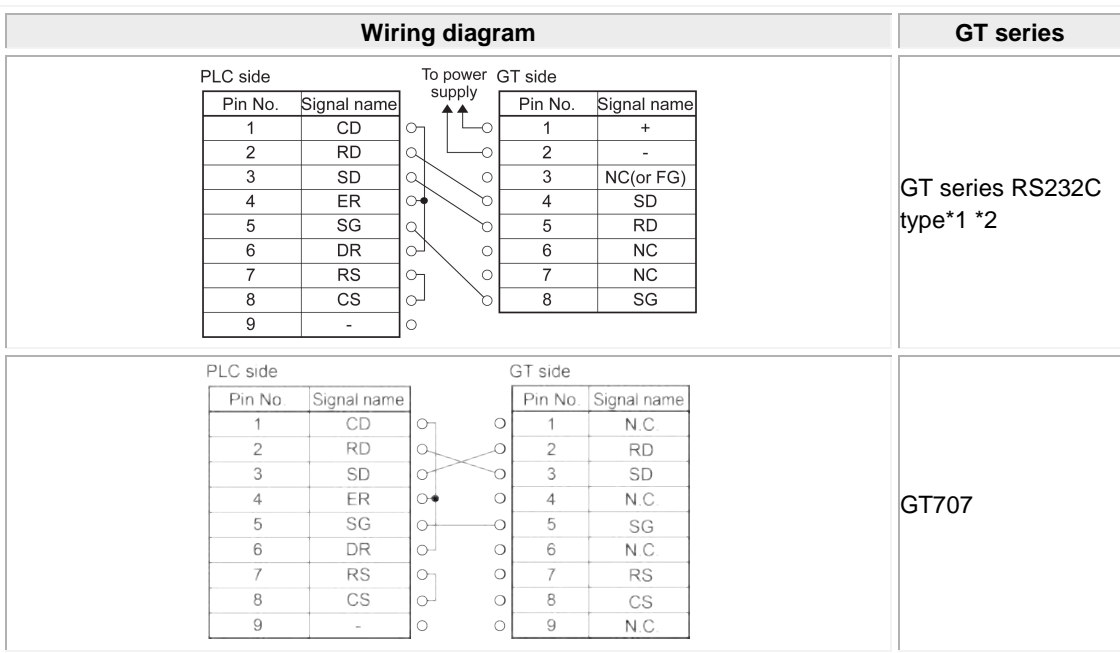 Wiring diagram GT series
PLC side To power GT side
supply
Pin No. Signal name Pin No. Signal name
1 CD 1 +
2 RD 2 -
3 SD 3 NC(or FG)
4 ER 4 SD
5 SG 5 RD
6 DR 6 NC
7 RS 7 NC
8 CS 8 SG
9 -
GT series RS232C
type*1 *2
PLC side GT side
Pin No. Signal name Pin No. Signal name
1 CD 1 N.C.
2 RD 2 RD
3 SD 3 SD
4 ER 4 N.C.
5 SG 5 SG
6 DR 6 N.C.
7 RS 7 RS
8 CS 8 CS
9 - 9 N.C.
GT707